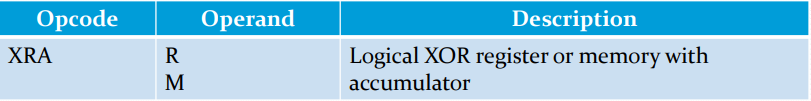 Opcode Operand Description
XRA R Logical XOR register or memory with
M accumulator